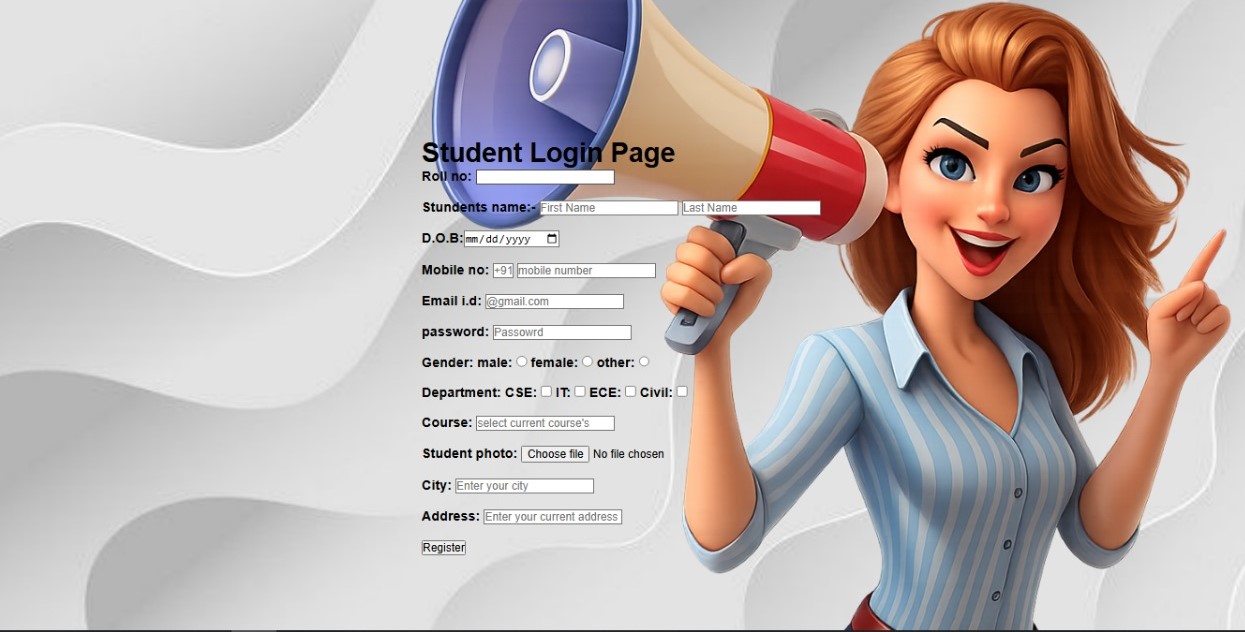 Student Login Page
Roll no:
Stundents name:- First Name Last Name
D.O.B: mm/dd/yyyy
Mobile no: +91 mobile number
Email i.d: @gmail.com
password: Passowrd
Gender: male: female: other:
Department: CSE: IT: ECE: Civil:
Course: select current course's
Student photo: Choose file No file chosen
City: Enter your city
Address: Enter your current address
Register